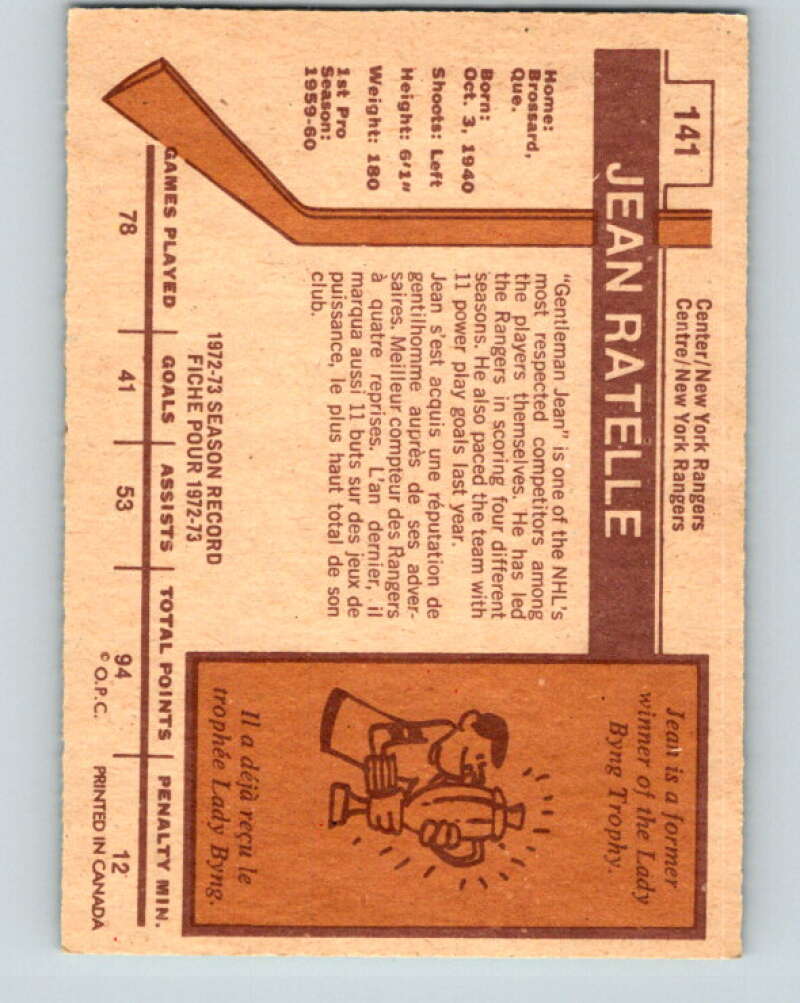 141
JEAN RATELLE
Center/New York Rangers
Centre/New York Rangers
Home:
Brossard,
Que.
Born:
Oct. 3, 1940
Shoots: Left
Height: 6'1"
Weight: 180
1st Pro
Season:
1959-60
"Gentleman Jean" is one of the NHL's
most respected competitors among
the players themselves. He has led
the Rangers in scoring four different
seasons. He also paced the team with
11 power play goals last year.
Jean s'est acquis une réputation de
gentilhomme auprès de ses adver-
saires. Meilleur compteur des Rangers
à quatre reprises. L'an dernier, il
marqua aussi 11 buts sur des jeux de
puissance, le plus haut total de son
club.
Jean is a former
winner of the Lady
Byng Trophy.
Il a déjà reçu le
trophée Lady Byng.
1972-73 SEASON RECORD
FICHE POUR 1972-73
GAMES PLAYED GOALS ASSISTS TOTAL POINTS PENALTY MIN.
78 41 53 94 12
© O.P.C. PRINTED IN CANADA